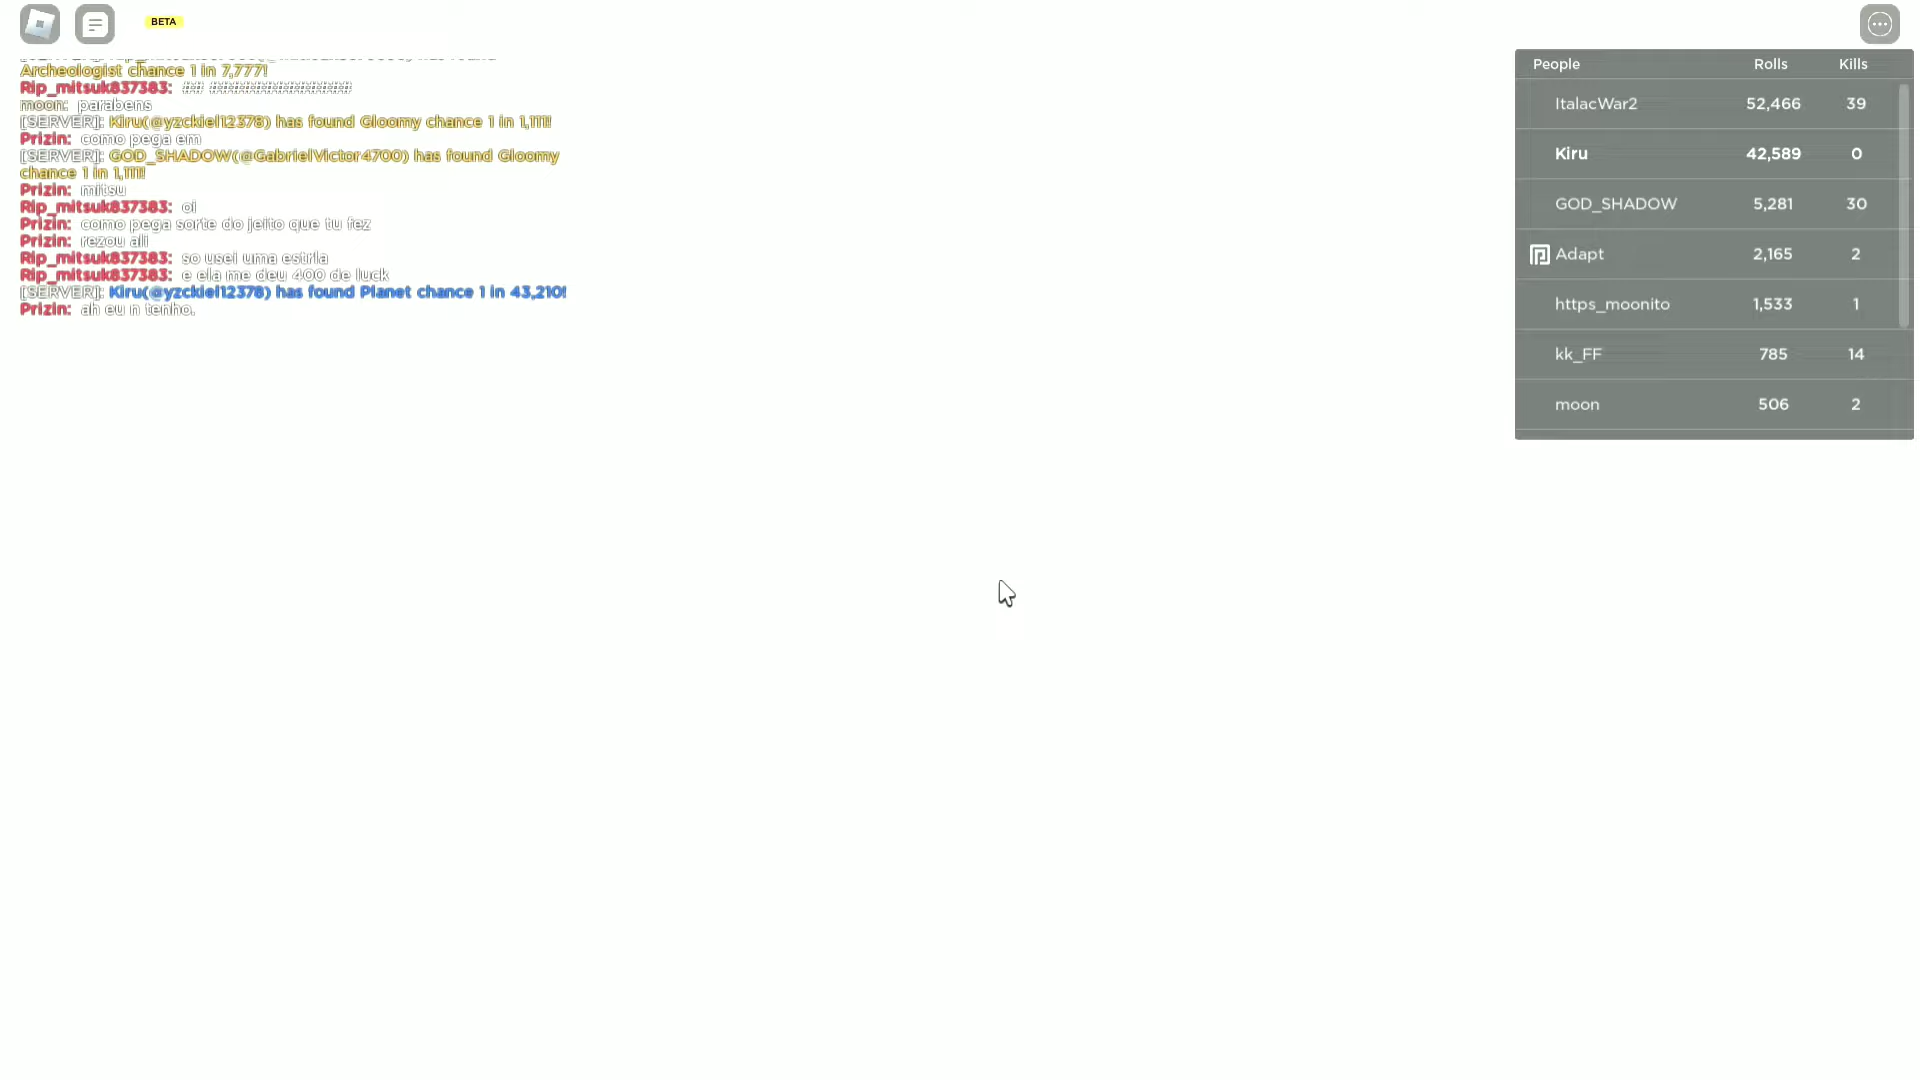 BETA
Archeologist chance 1 in 7,777!
Rip_mitsuk837383: ## #################
moon: parabens
[SERVER]: Kiru(@yzckiel12378) has found Gloomy chance 1 in 1,111!
Prizin: como pega em
[SERVER]: GOD_SHADOW(@GabrielVictor4700) has found Gloomy
chance 1 in 1,111!
Prizin: mitsu
Rip_mitsuk837383: oi
Prizin: como pega sorte do jeito que tu fez
Prizin: rezou ali
Rip_mitsuk837383: so usei uma estrla
Rip_mitsuk837383: e ela me deu 400 de luck
[SERVER]: Kiru(@yzckiel12378) has found Planet chance 1 in 43,210!
Prizin: ah eu n tenho.
People Rolls Kills
ItalacWar2 52,466 39
Kiru 42,589 0
GOD_SHADOW 5,281 30
Adapt 2,165 2
https_moonito 1,533 1
kk_FF 785 14
moon 506 2